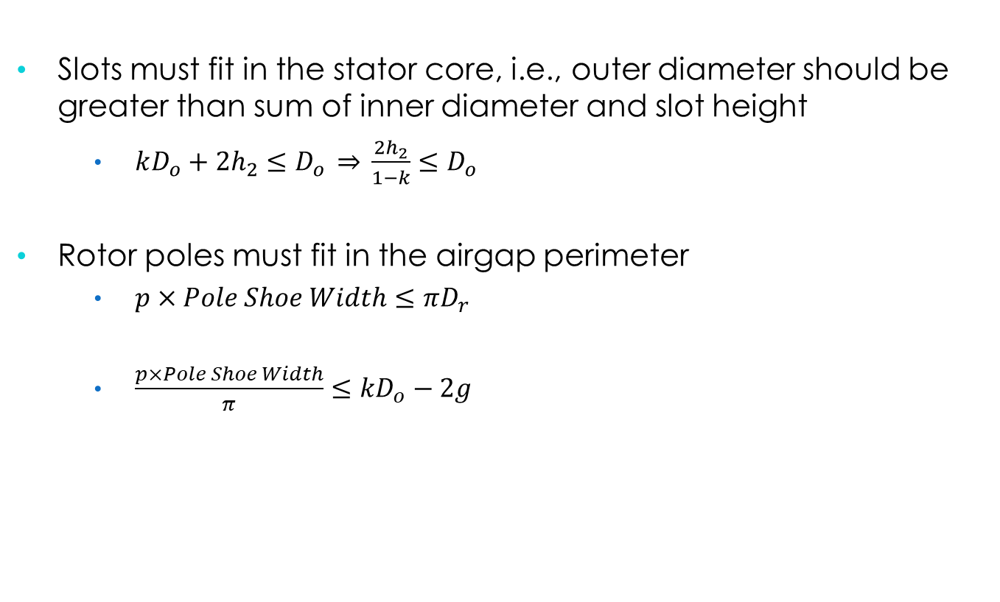 • Slots must fit in the stator core, i.e., outer diameter should be
greater than sum of inner diameter and slot height
• $kD_o + 2h_2 \leq D_o \Rightarrow \frac{2h_2}{1-k} \leq D_o$
• Rotor poles must fit in the airgap perimeter
• $p \times Pole\ Shoe\ Width \leq \pi D_r$
• $\frac{p \times Pole\ Shoe\ Width}{\pi} \leq kD_o - 2g$